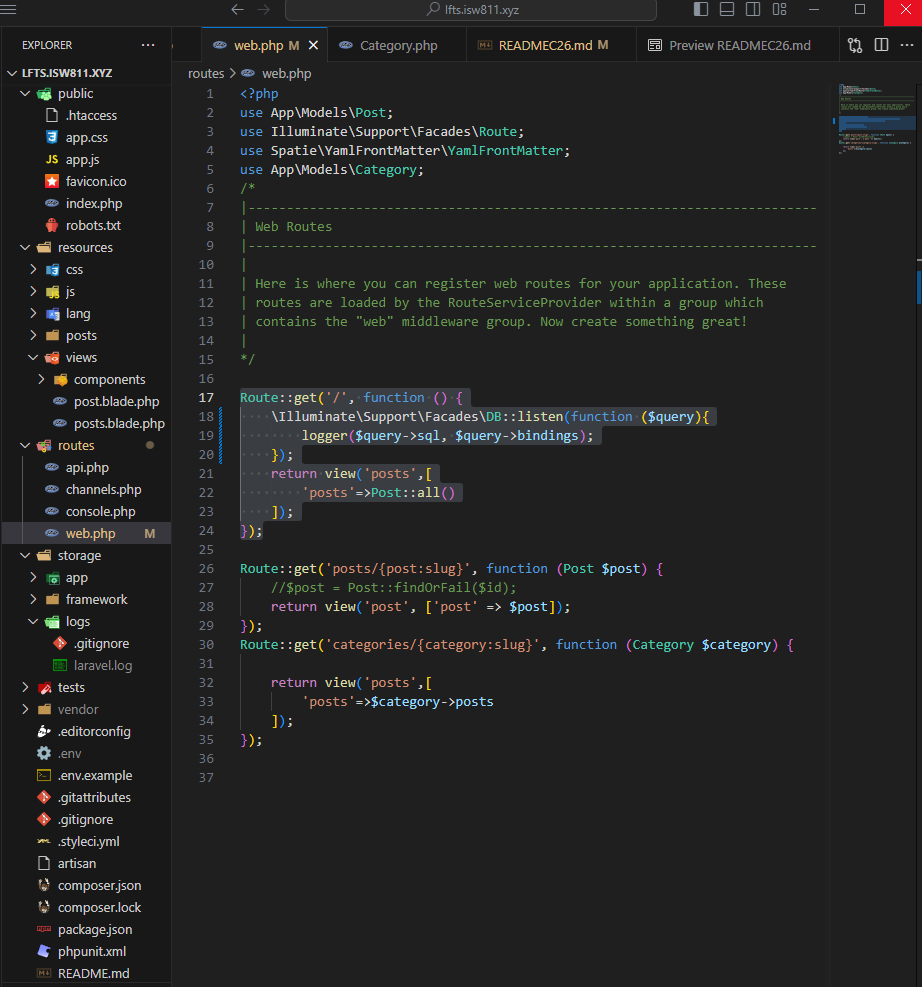 lfts.isw811.xyz
EXPLORER
web.php M
Category.php
READMEC26.md M
Preview READMEC26.md
LFTS.ISW811.XYZ
public
.htaccess
app.css
JS app.js
favicon.ico
index.php
robots.txt
resources
css
js
lang
posts
views
components
post.blade.php
posts.blade.php
routes
api.php
channels.php
console.php
web.php M
storage
app
framework
logs
.gitignore
laravel.log
tests
vendor
.editorconfig
.env
.env.example
.gitattributes
.gitignore
.styleci.yml
artisan
composer.json
composer.lock
package.json
phpunit.xml
README.md
routes > web.php
1 <?php
2 use App\Models\Post;
3 use Illuminate\Support\Facades\Route;
4 use Spatie\YamlFrontMatter\YamlFrontMatter;
5 use App\Models\Category;
6 /*
7 |--------------------------------------------------------------------------
8 | Web Routes
9 |--------------------------------------------------------------------------
10 |
11 | Here is where you can register web routes for your application. These
12 | routes are loaded by the RouteServiceProvider within a group which
13 | contains the "web" middleware group. Now create something great!
14 |
15 */
16
17 Route::get('/', function () {
18     \Illuminate\Support\Facades\DB::listen(function ($query){
19         logger($query->sql, $query->bindings);
20     });
21     return view('posts',[
22         'posts'=>Post::all()
23     ]);
24 });
25
26 Route::get('posts/{post:slug}', function (Post $post) {
27     //$post = Post::findOrFail($id);
28     return view('post', ['post' => $post]);
29 });
30 Route::get('categories/{category:slug}', function (Category $category) {
31
32     return view('posts',[
33         'posts'=>$category->posts
34     ]);
35 });
36
37